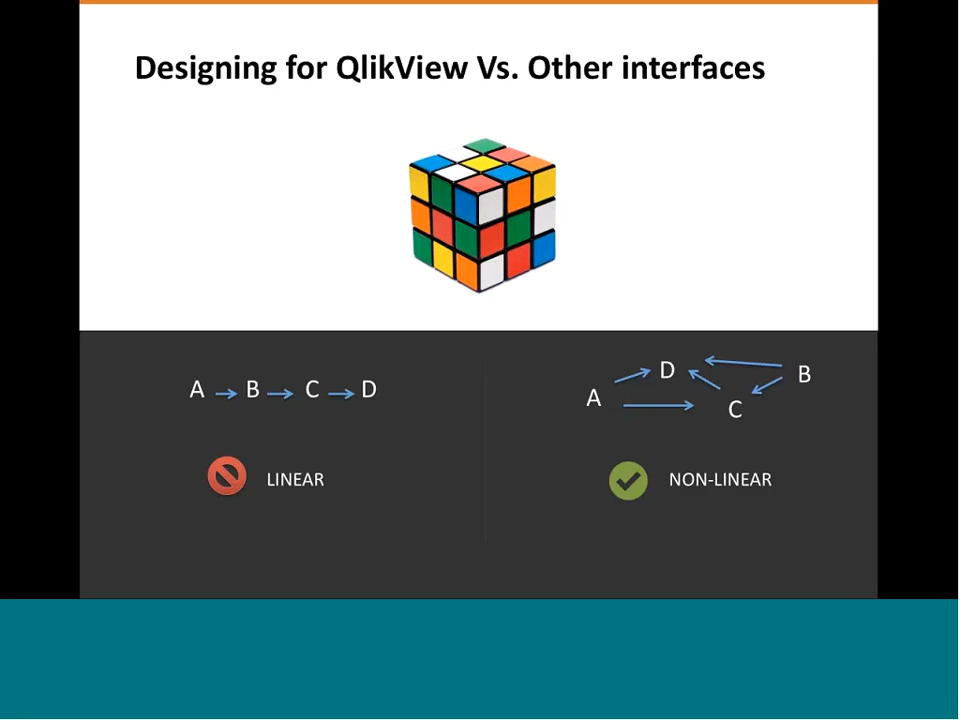 Designing for QlikView Vs. Other interfaces
A → B → C → D
D
B
A
C
LINEAR
NON-LINEAR